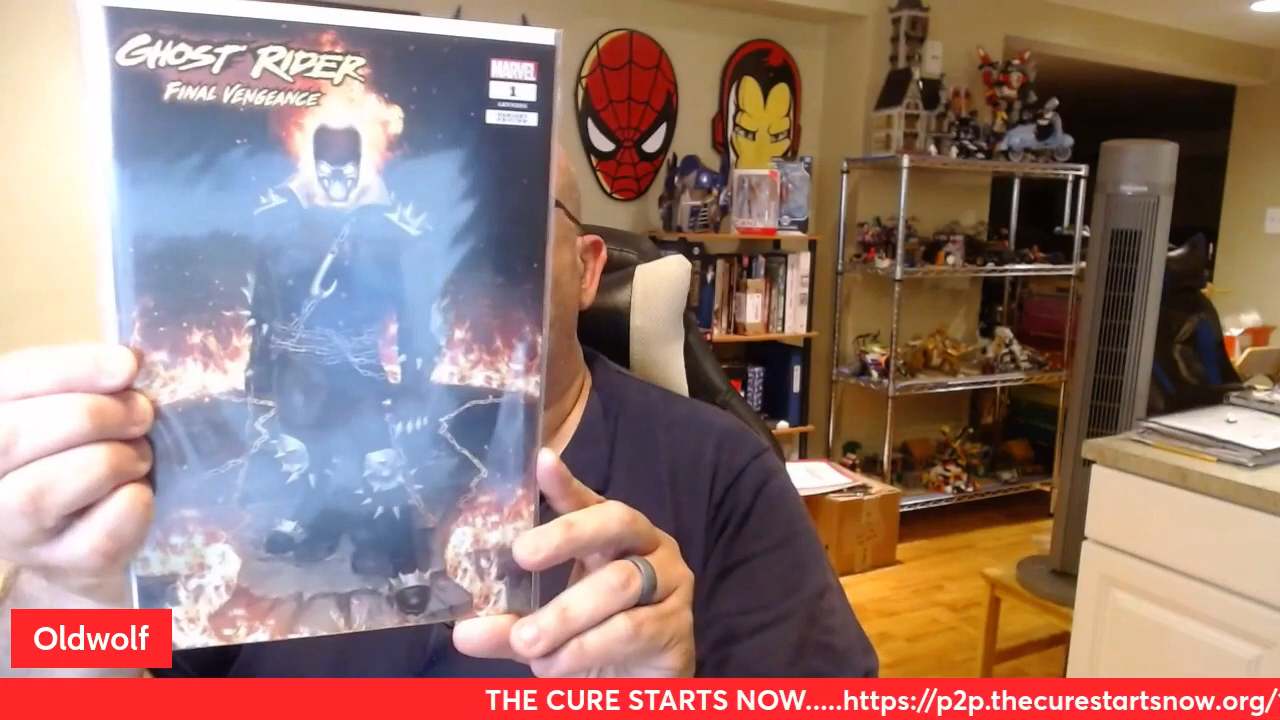 GHOST RIDER
FINAL VENGEANCE
MARVEL
1
VARIANT
EDITION
Oldwolf
THE CURE STARTS NOW.....https://p2p.thecurestartsnow.org/